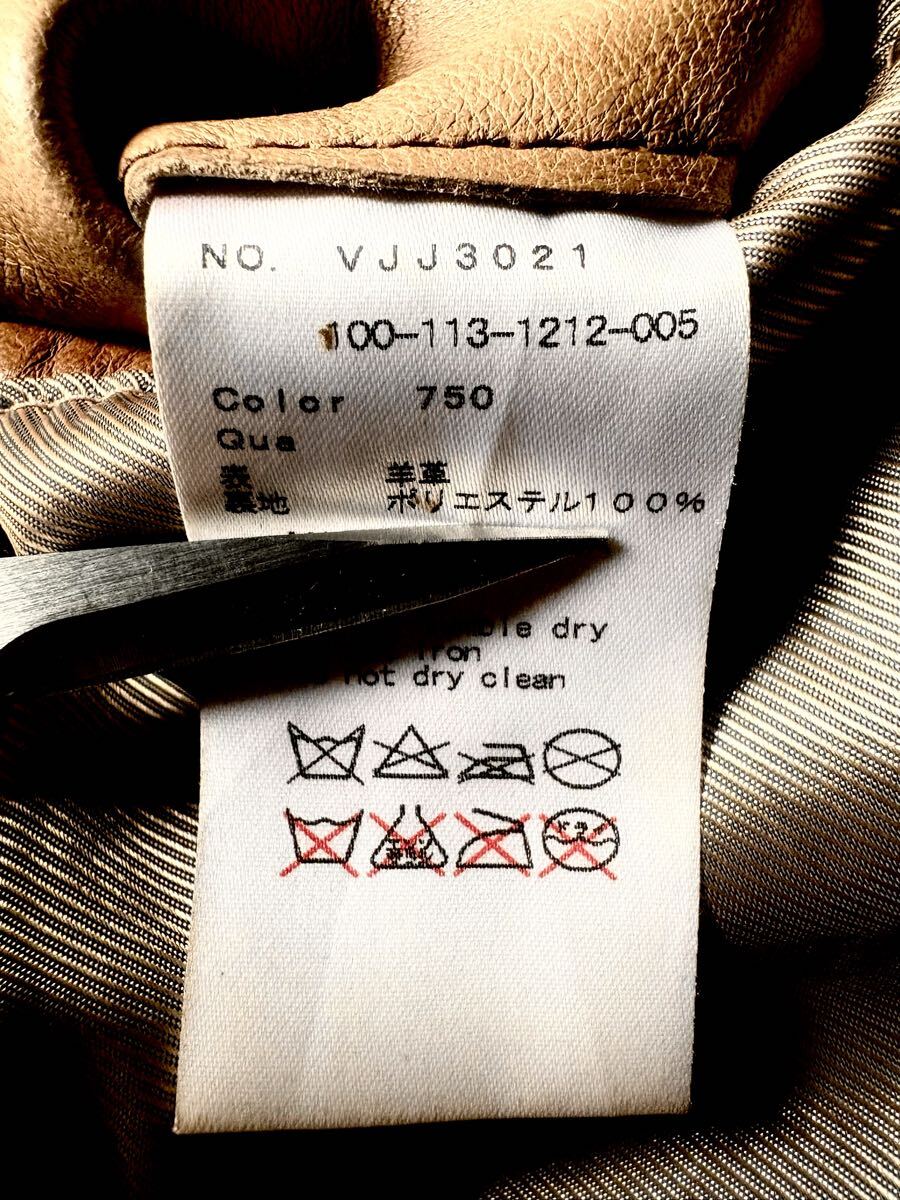 NO. VJJ3021
100-113-1212-005
Color 750
Qua
表 羊革
裏地 ポリエステル100%
dry
iron
not dry clean